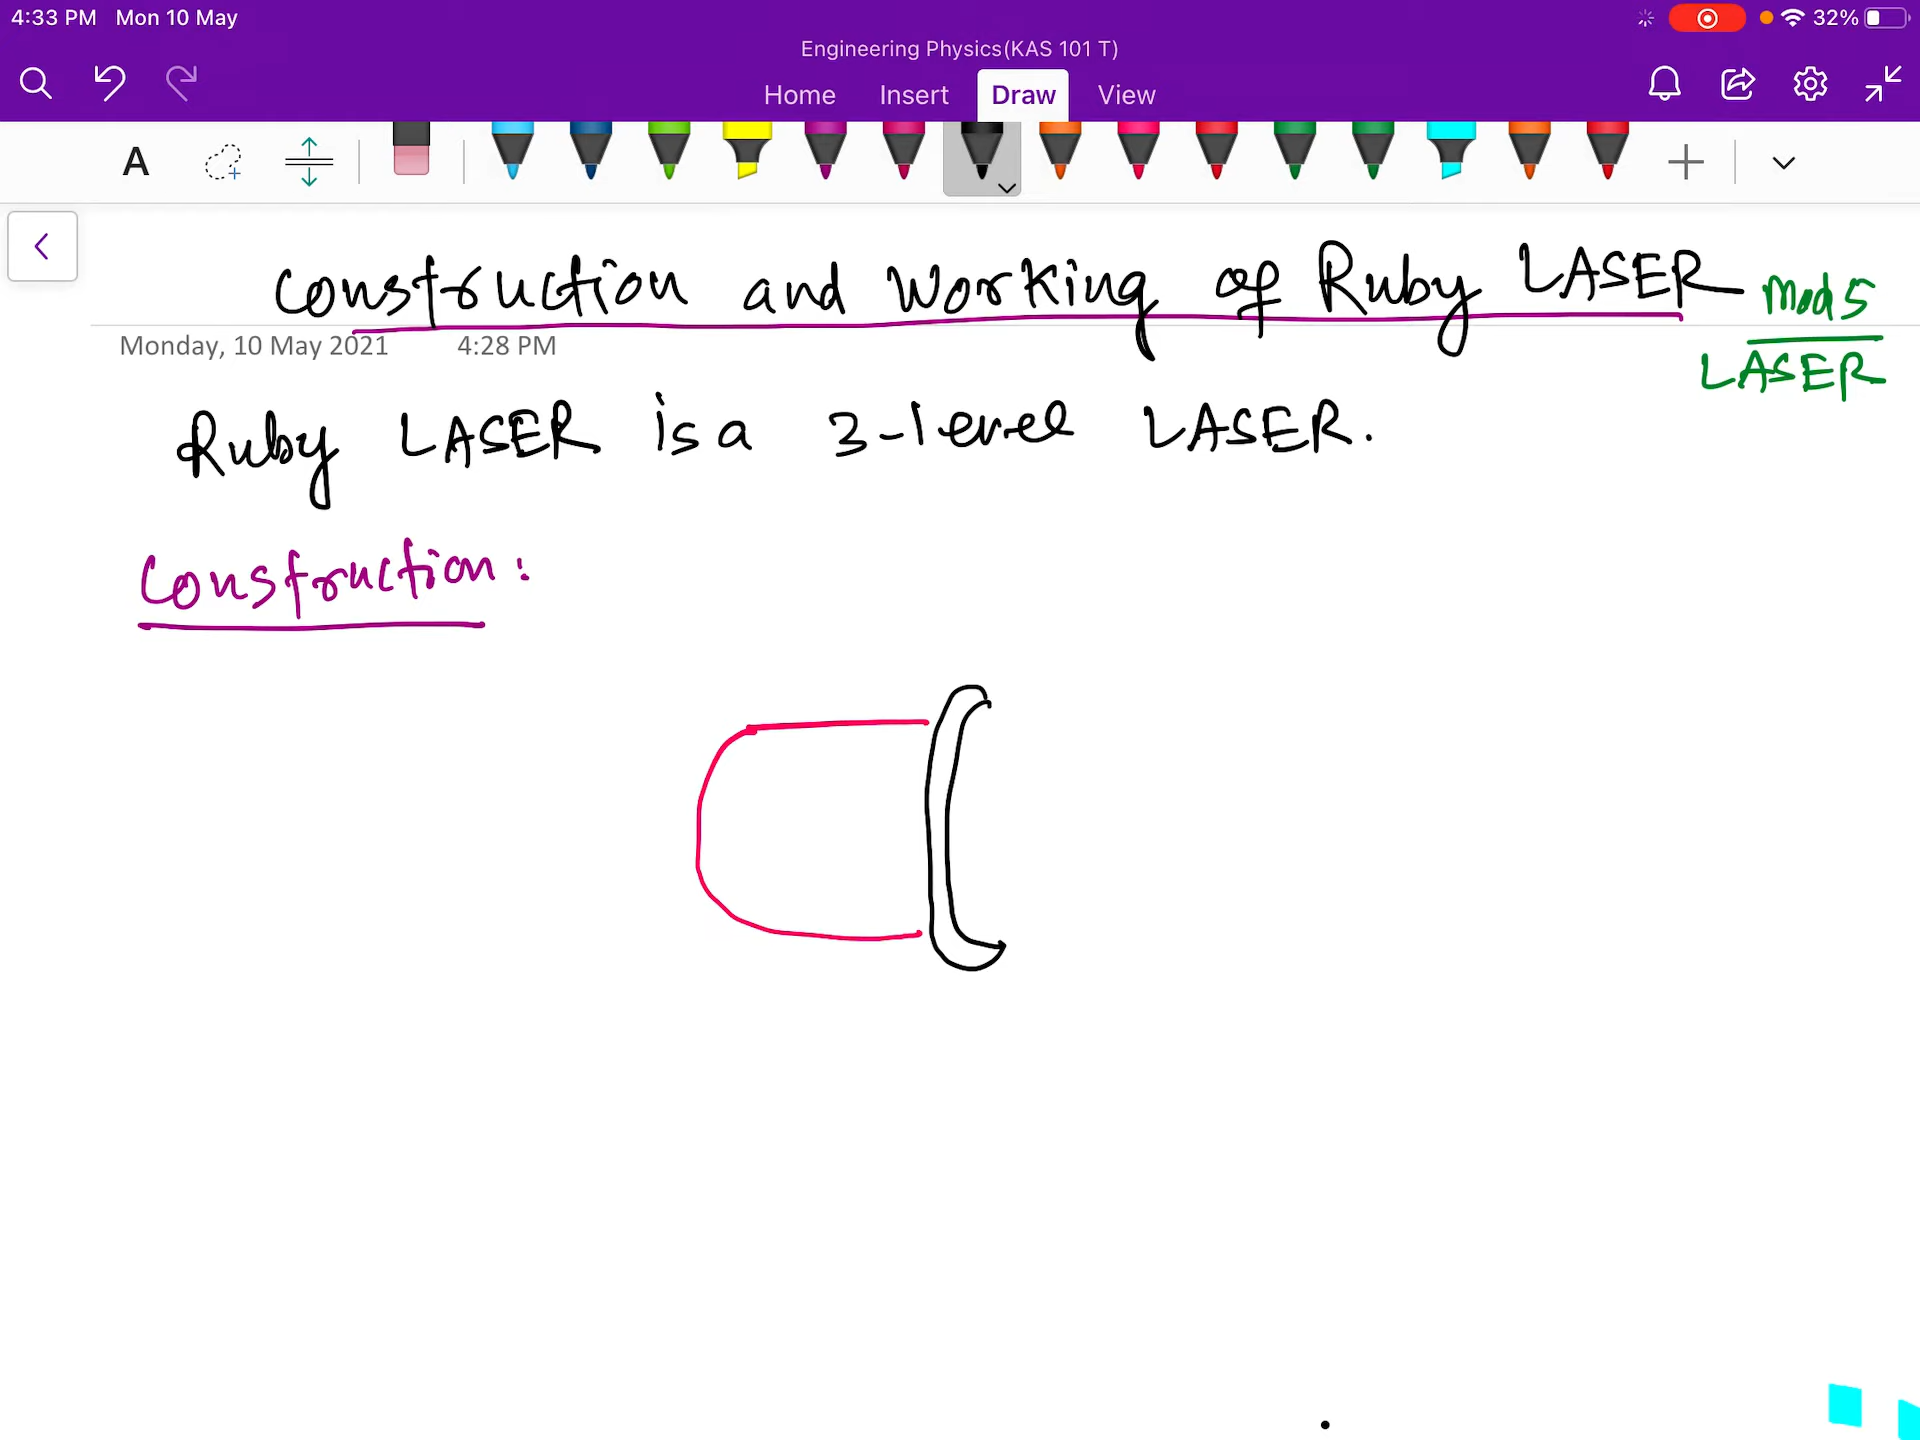 4:33 PM Mon 10 May
32%
Engineering Physics(KAS 101 T)
Home Insert Draw View
A
Construction and Working of Ruby LASER
Mod 5
LASER
Monday, 10 May 2021 4:28 PM
Ruby LASER is a 3-level LASER.
Construction: